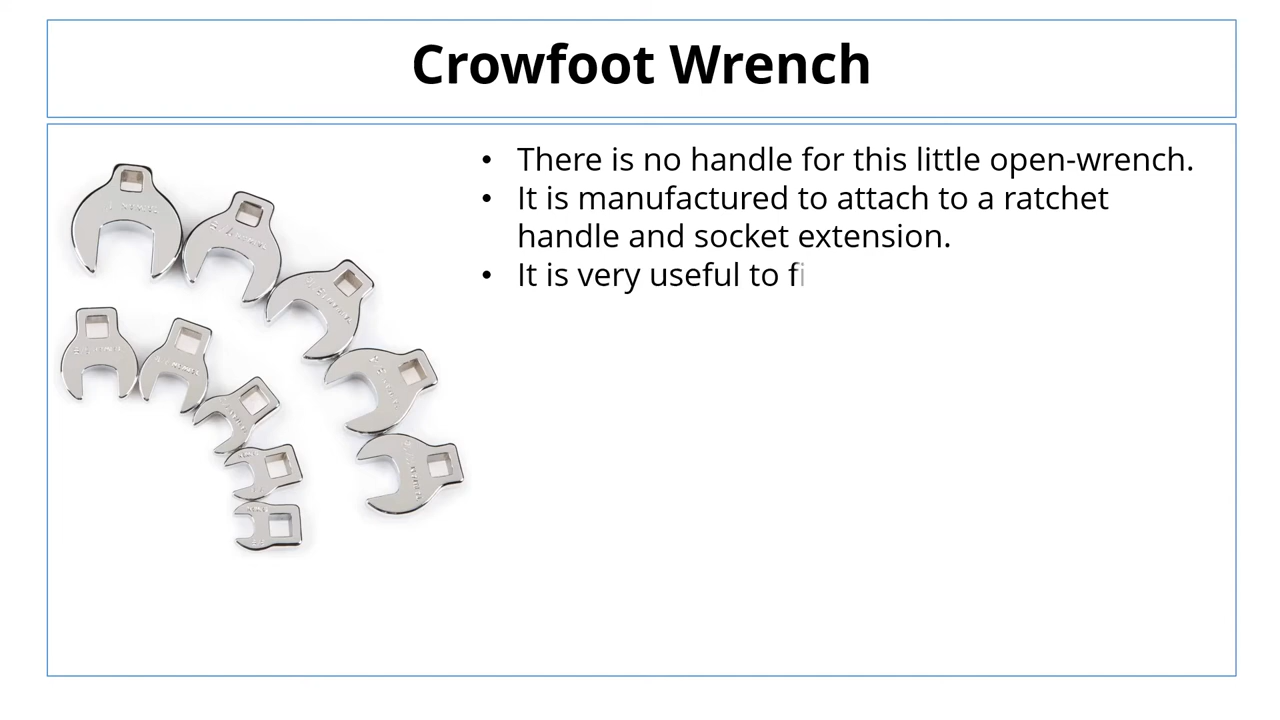 Crowfoot Wrench
• There is no handle for this little open-wrench.
• It is manufactured to attach to a ratchet
handle and socket extension.
• It is very useful to fi